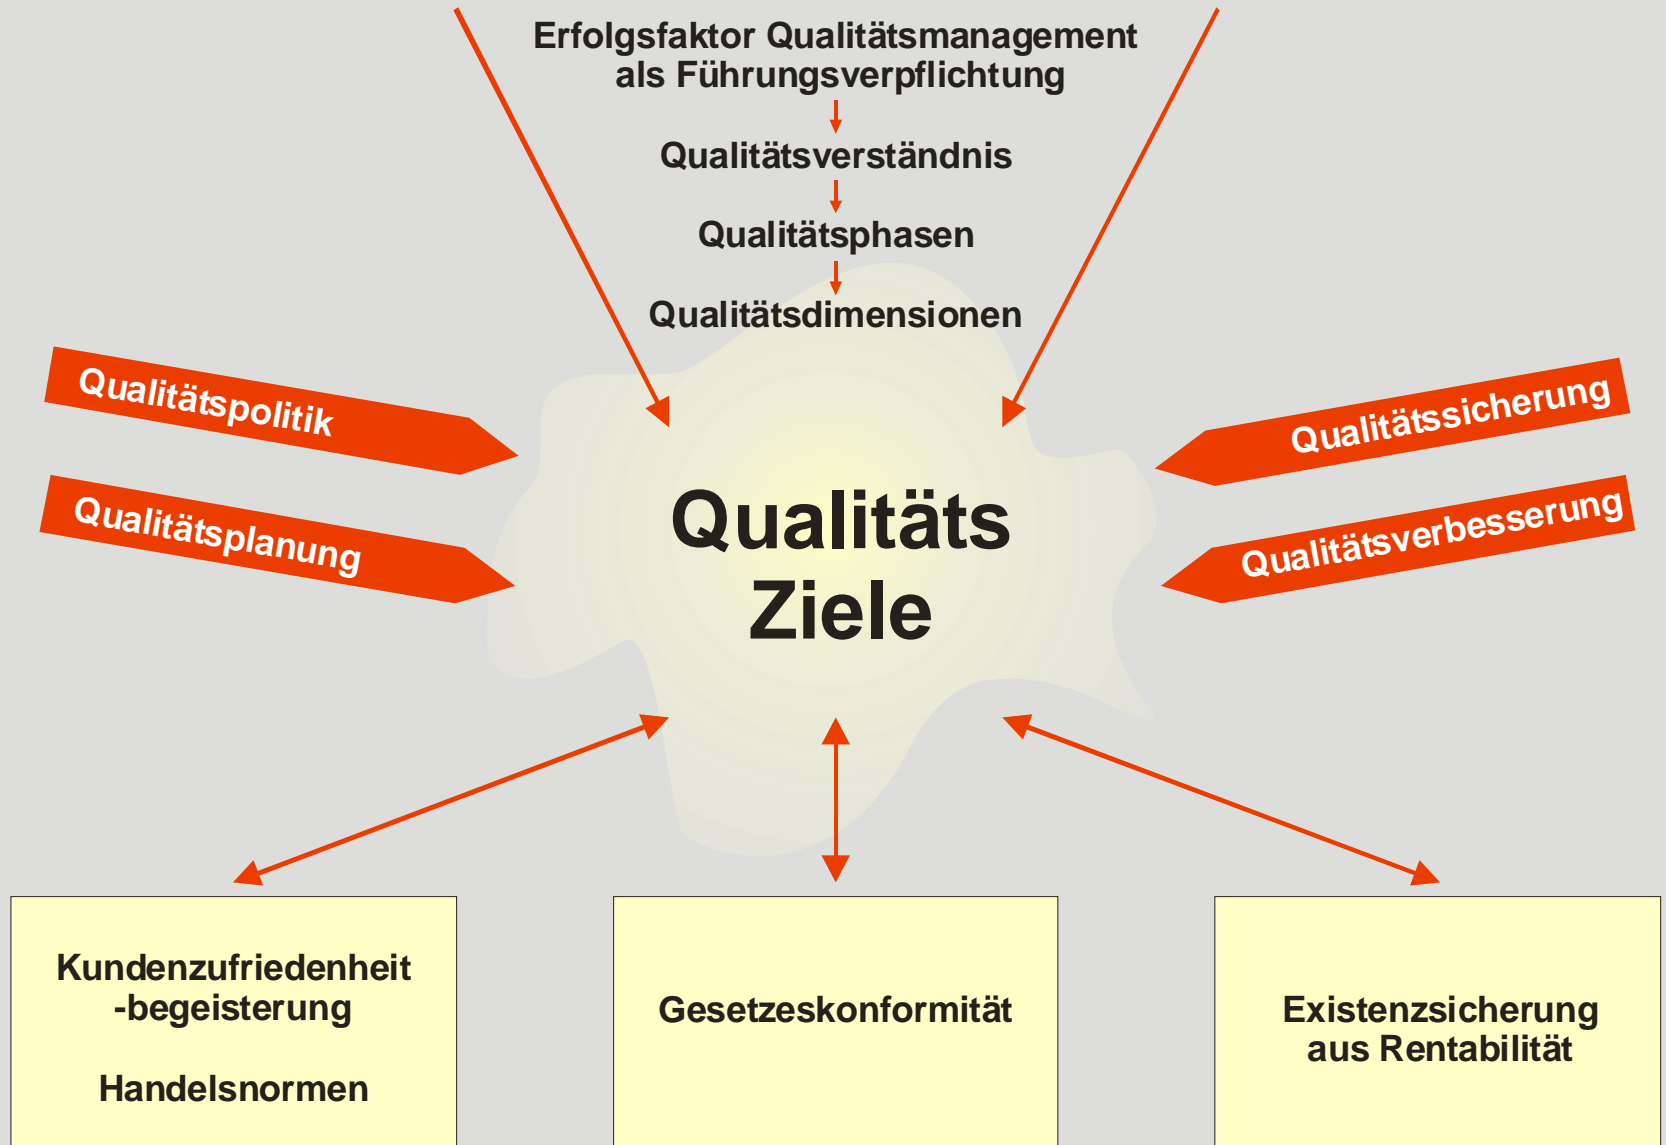 Erfolgsfaktor Qualitätsmanagement
als Führungsverpflichtung
Qualitätsverständnis
Qualitätsphasen
Qualitätsdimensionen
Qualitätspolitik
Qualitätsplanung
Qualitätssicherung
Qualitätsverbesserung
Qualitäts
Ziele
Kundenzufriedenheit
-begeisterung
Handelsnormen
Gesetzeskonformität
Existenzsicherung
aus Rentabilität